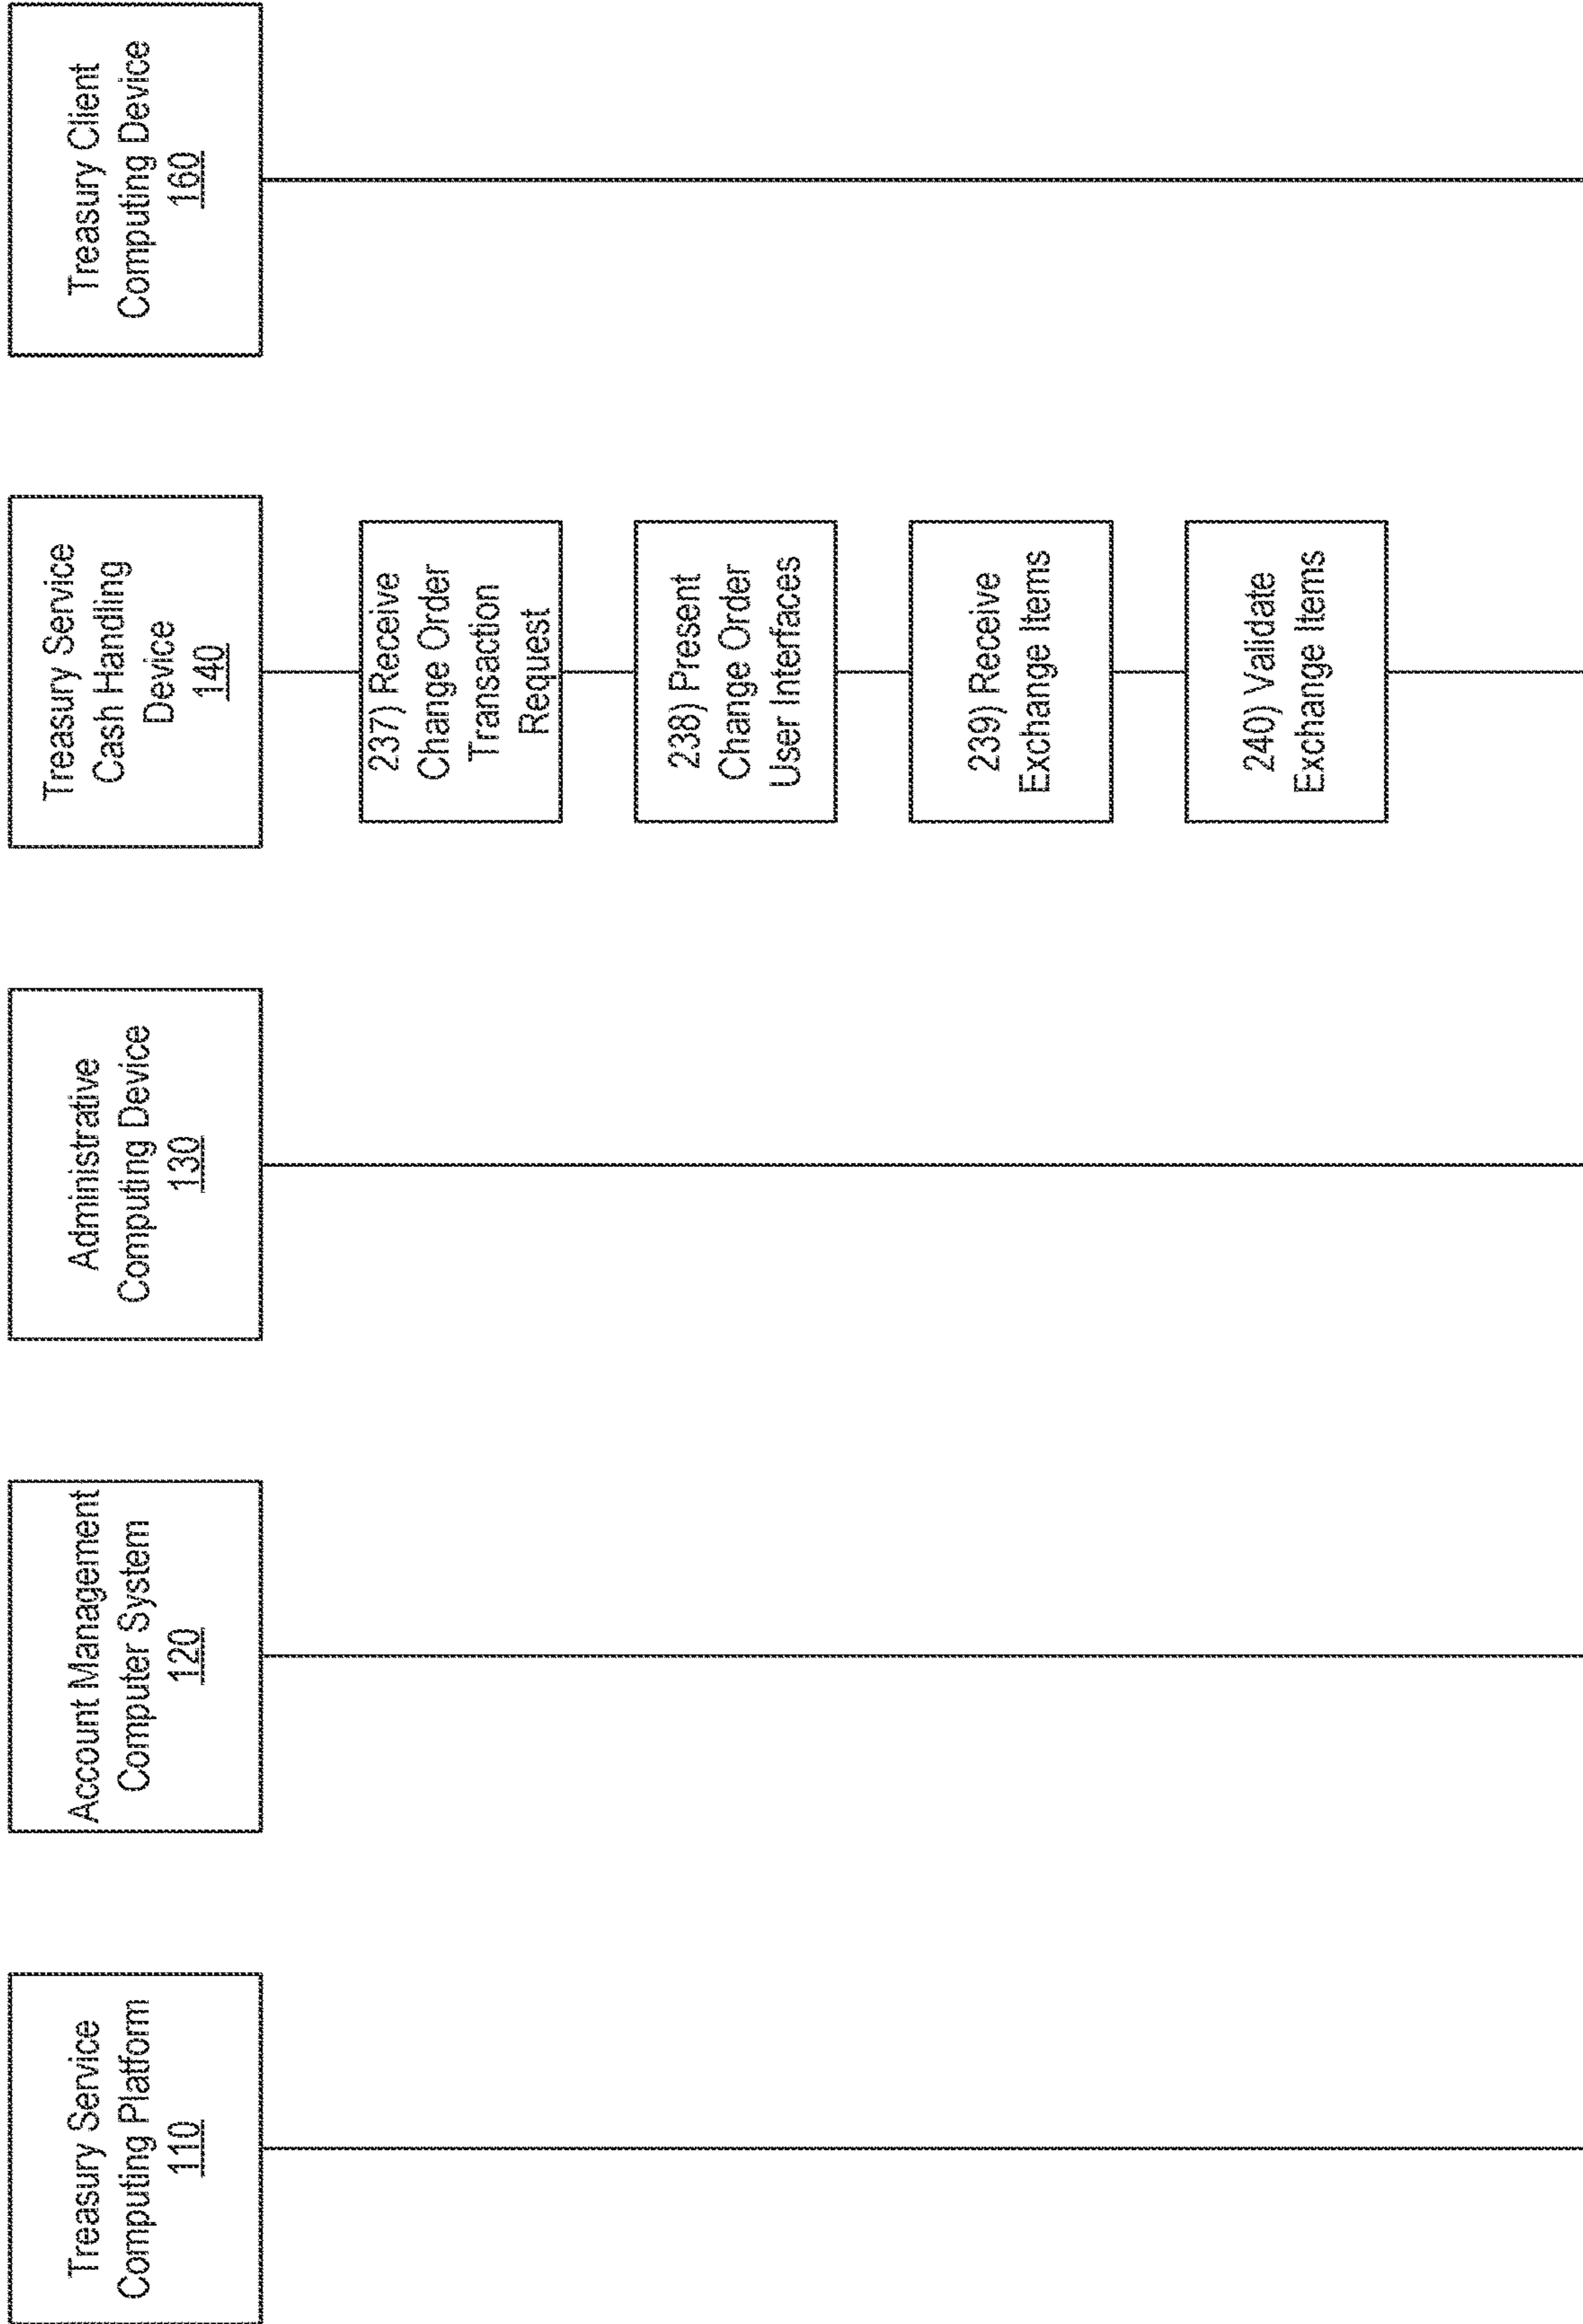 Treasury Service
Computing Platform
110
Account Management
Computer System
120
Administrative
Computing Device
130
Treasury Service
Cash Handling
Device
140
Treasury Client
Computing Device
160
237) Receive
Change Order
Transaction
Request
238) Present
Change Order
User Interfaces
239) Receive
Exchange Items
240) Validate
Exchange Items